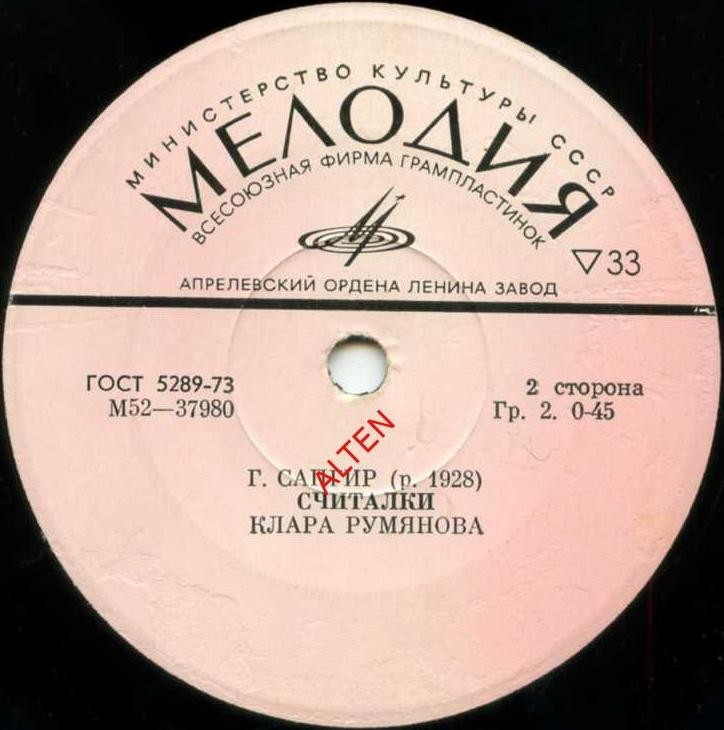 МИНИСТЕРСТВО КУЛЬТУРЫ СССР
МЕЛОДИЯ
ВСЕСОЮЗНАЯ ФИРМА ГРАМПЛАСТИНОК
▽33
АПРЕЛЕВСКИЙ ОРДЕНА ЛЕНИНА ЗАВОД
ГОСТ 5289-73
М52—37980
2 сторона
Гр. 2. 0-45
ALTEN
Г. САПГИР (р. 1928)
СЧИТАЛКИ
КЛАРА РУМЯНОВА